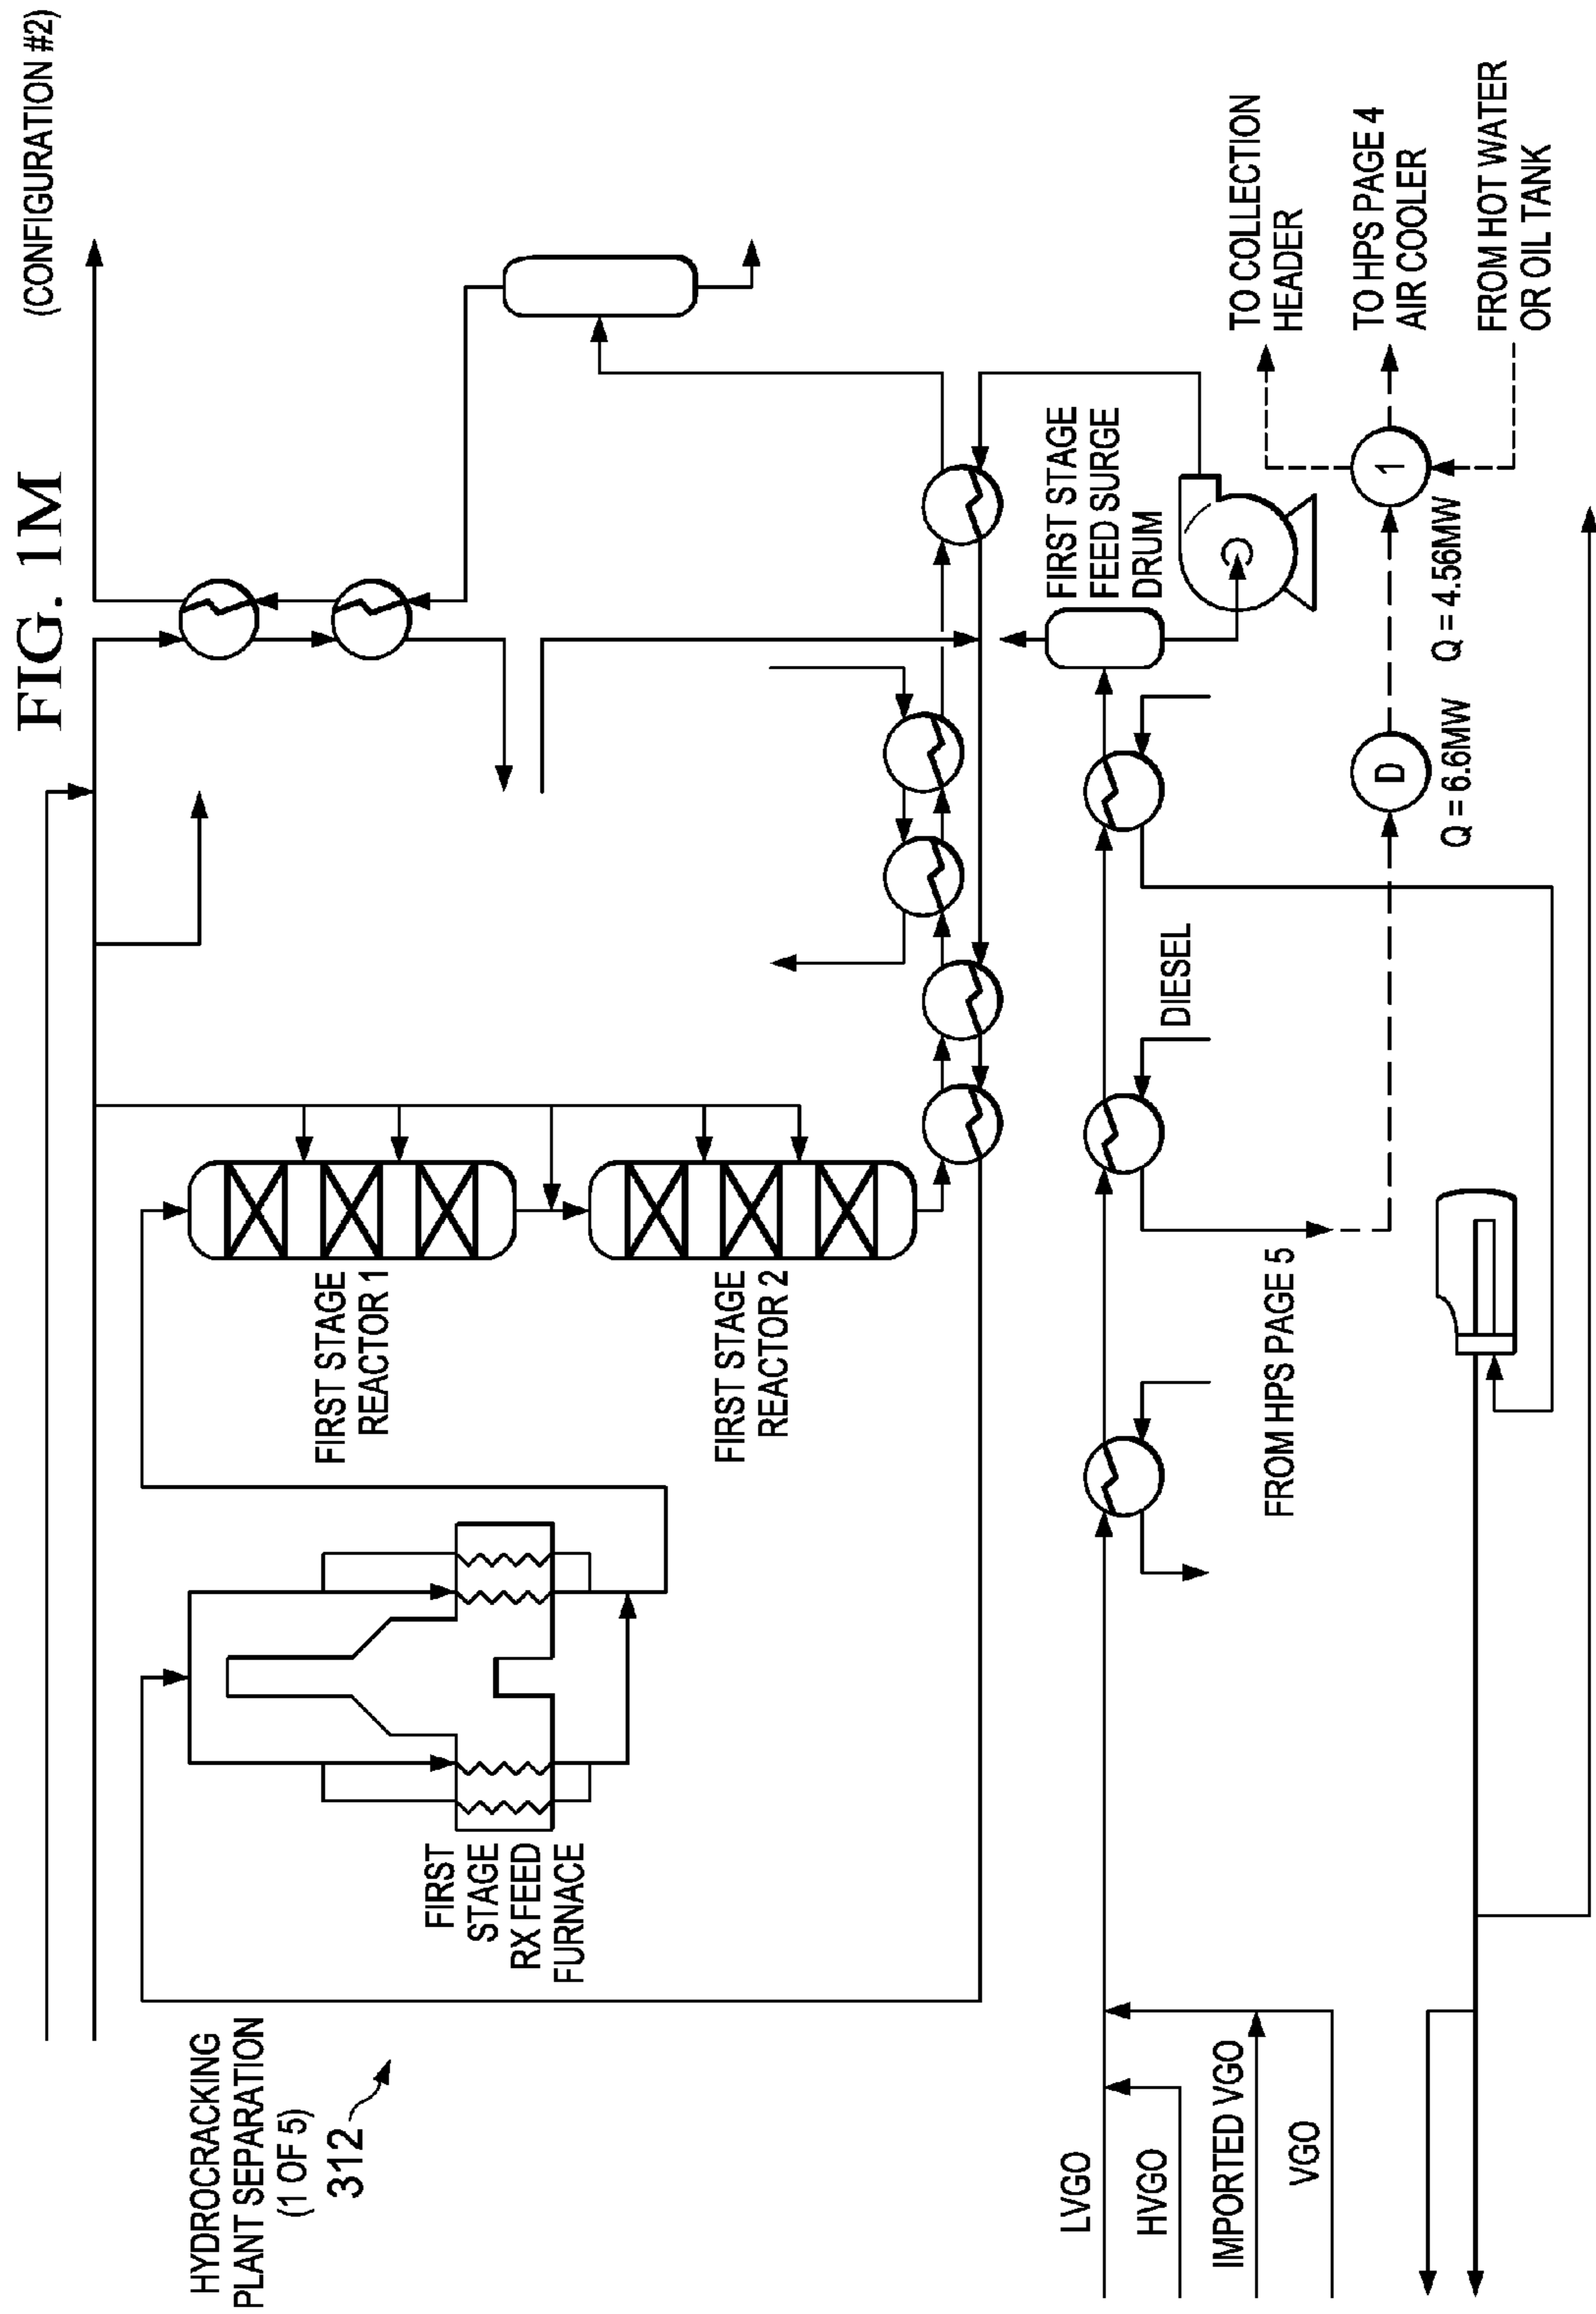 FIG. 1M
(CONFIGURATION #2)
HYDROCRACKING
PLANT SEPARATION
(1 OF 5)
312
FIRST
STAGE
RX FEED
FURNACE
FIRST STAGE
REACTOR 1
FIRST STAGE
REACTOR 2
FIRST STAGE
FEED SURGE
DRUM
LVGO
HVGO
IMPORTED VGO
VGO
DIESEL
FROM HPS PAGE 5
D
Q = 6.6MW
1
Q = 4.56MW
TO COLLECTION
HEADER
TO HPS PAGE 4
AIR COOLER
FROM HOT WATER
OR OIL TANK